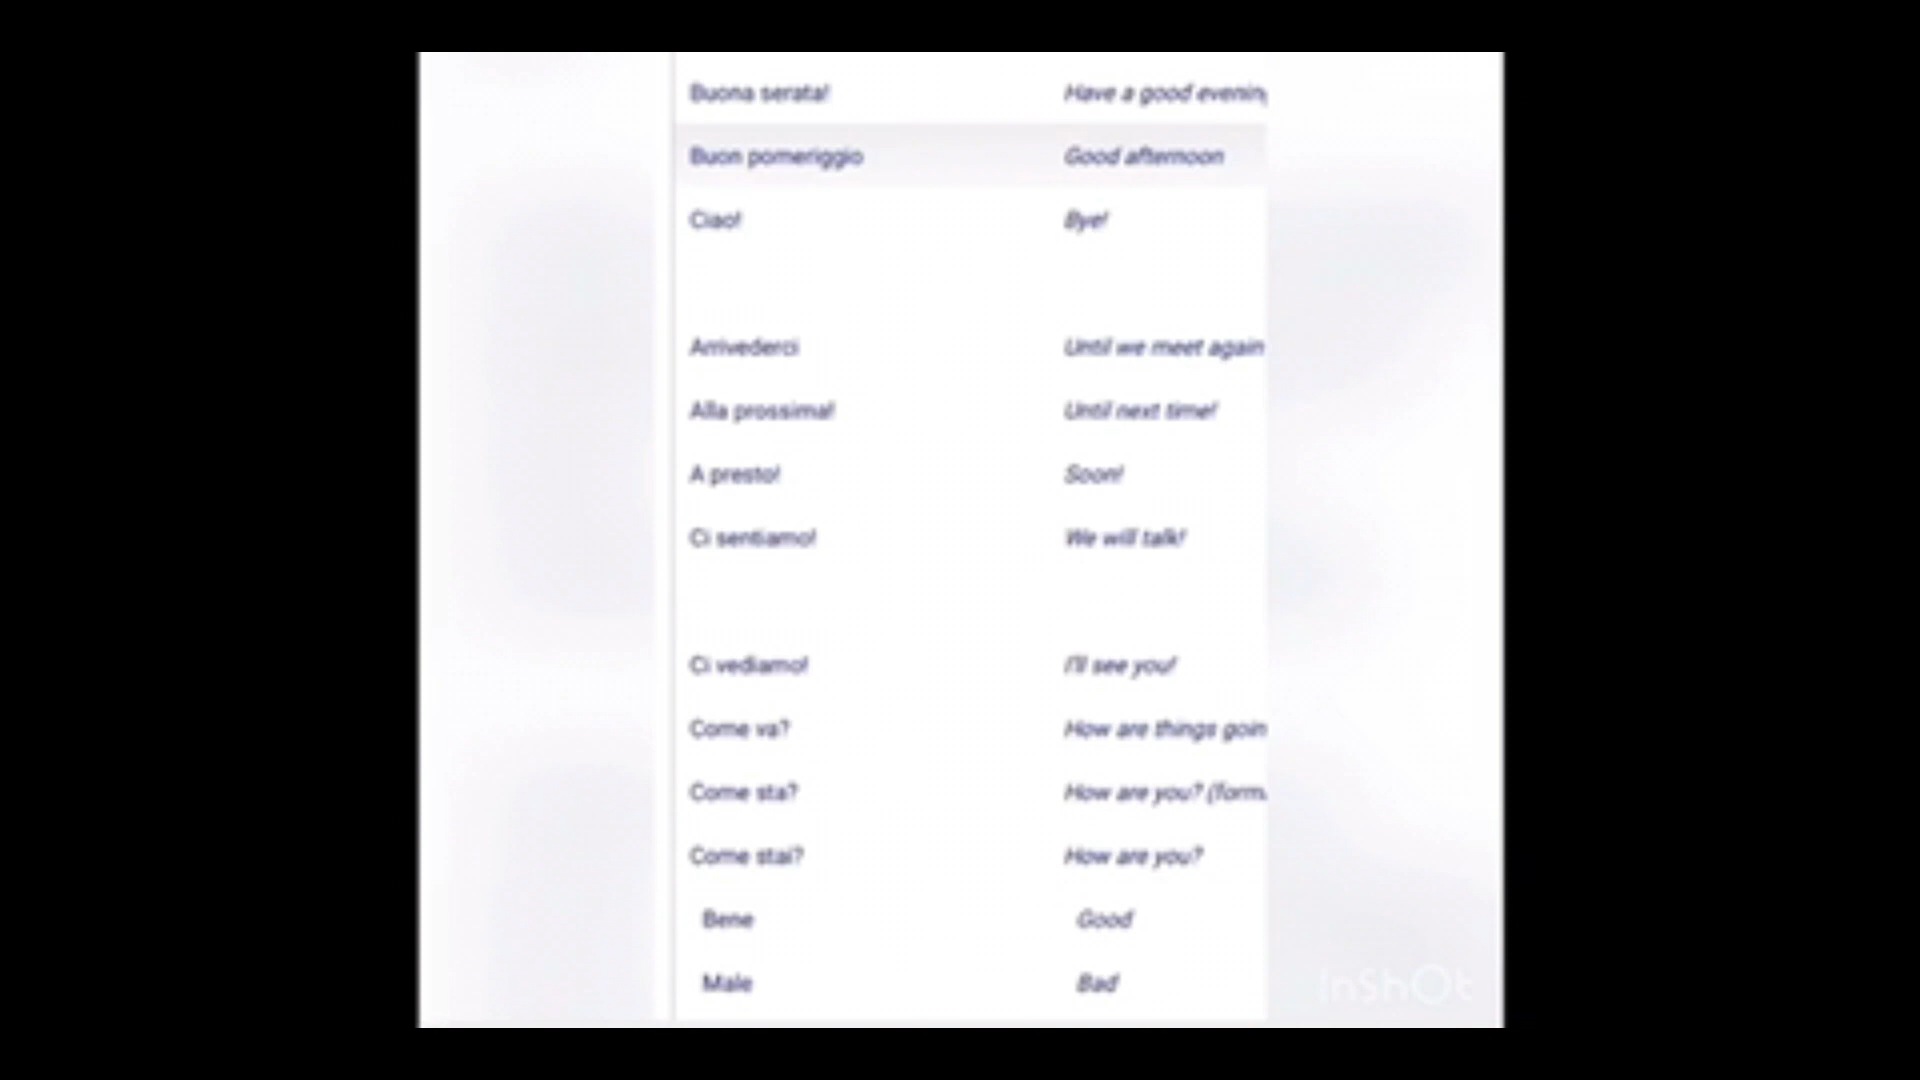 Buona serata! Have a good evening
Buon pomeriggio Good afternoon
Ciao! Bye!
Arrivederci Until we meet again
Alla prossima! Until next time!
A presto! Soon!
Ci sentiamo! We will talk!
Ci vediamo! I'll see you!
Come va? How are things goin
Come sta? How are you? (form
Come stai? How are you?
Bene Good
Male Bad
InShOt